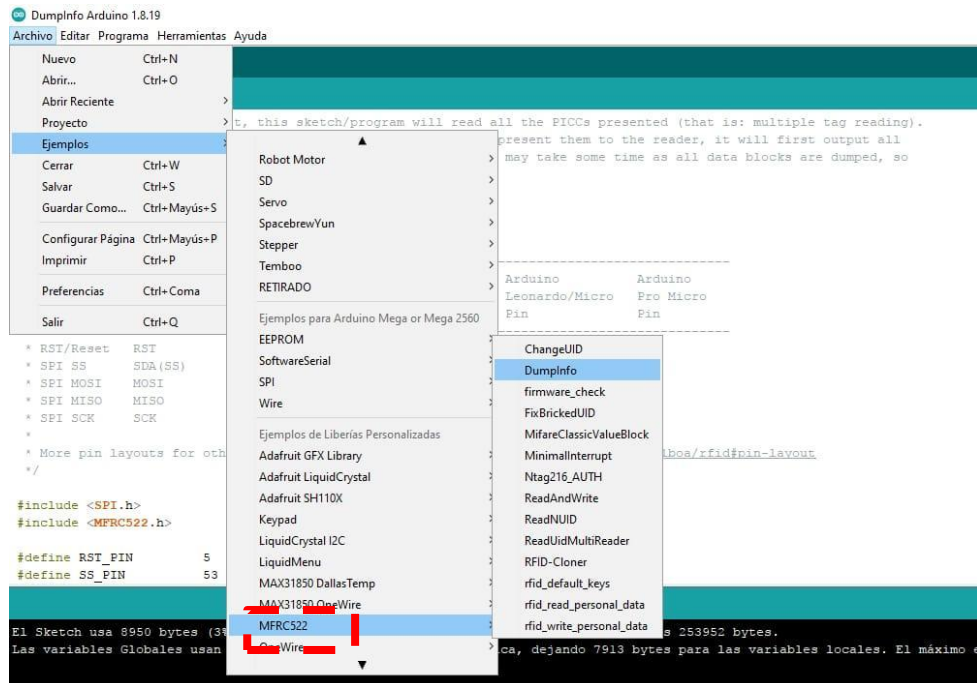 DumpInfo Arduino 1.8.19
Archivo Editar Programa Herramientas Ayuda
Nuevo Ctrl+N
Abrir... Ctrl+O
Abrir Reciente >
Proyecto >
Ejemplos
Cerrar Ctrl+W
Salvar Ctrl+S
Guardar Como... Ctrl+Mayús+S
Configurar Página Ctrl+Mayús+P
Imprimir Ctrl+P
Preferencias Ctrl+Coma
Salir Ctrl+Q
t, this sketch/program will read all the PICCs presented (that is: multiple tag reading).
present them to the reader, it will first output all
may take some time as all data blocks are dumped, so
▲
Robot Motor >
SD >
Servo >
SpacebrewYun >
Stepper >
Temboo >
RETIRADO >
Ejemplos para Arduino Mega or Mega 2560
EEPROM
SoftwareSerial
SPI
Wire
Ejemplos de Liberías Personalizadas
Adafruit GFX Library
Adafruit LiquidCrystal
Adafruit SH110X
Keypad
LiquidCrystal I2C
LiquidMenu
MAX31850 DallasTemp
MAX31850 OneWire
MFRC522
OneWire >
▼
Arduino Arduino
Leonardo/Micro Pro Micro
Pin Pin
ChangeUID
DumpInfo
firmware_check
FixBrickedUID
MifareClassicValueBlock
MinimalInterrupt
Ntag216_AUTH
ReadAndWrite
ReadNUID
ReadUidMultiReader
RFID-Cloner
rfid_default_keys
rfid_read_personal_data
rfid_write_personal_data
* RST/Reset RST
* SPI SS SDA(SS)
* SPI MOSI MOSI
* SPI MISO MISO
* SPI SCK SCK
*
* More pin layouts for oth lboa/rfid#pin-layout
*/
#include <SPI.h>
#include <MFRC522.h>
#define RST_PIN 5
#define SS_PIN 53
El Sketch usa 8950 bytes (3% s 253952 bytes.
Las variables Globales usan ca, dejando 7913 bytes para las variables locales. El máximo e